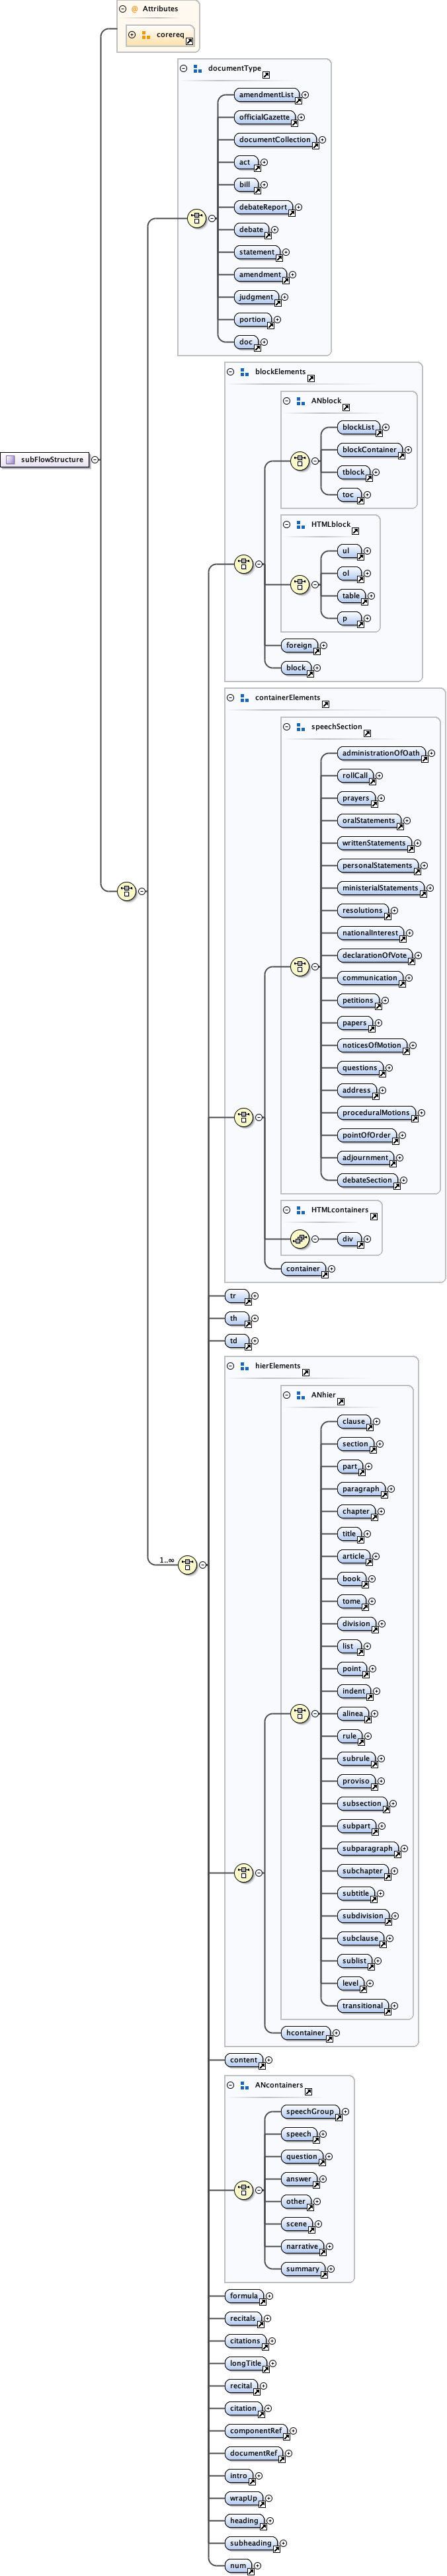 @ Attributes
corereq
documentType
amendmentList
officialGazette
documentCollection
act
bill
debateReport
debate
statement
amendment
judgment
portion
doc
blockElements
ANblock
blockList
blockContainer
tblock
toc
subFlowStructure
HTMLblock
ul
ol
table
p
foreign
block
containerElements
speechSection
administrationOfOath
rollCall
prayers
oralStatements
writtenStatements
personalStatements
ministerialStatements
resolutions
nationalInterest
declarationOfVote
communication
petitions
papers
noticesOfMotion
questions
address
proceduralMotions
pointOfOrder
adjournment
debateSection
HTMLcontainers
div
container
tr
th
td
hierElements
ANhier
clause
section
part
paragraph
chapter
title
article
book
1..∞
tome
division
list
point
indent
alinea
rule
subrule
proviso
subsection
subpart
subparagraph
subchapter
subtitle
subdivision
subclause
sublist
level
transitional
hcontainer
content
ANcontainers
speechGroup
speech
question
answer
other
scene
narrative
summary
formula
recitals
citations
longTitle
recital
citation
componentRef
documentRef
intro
wrapUp
heading
subheading
num